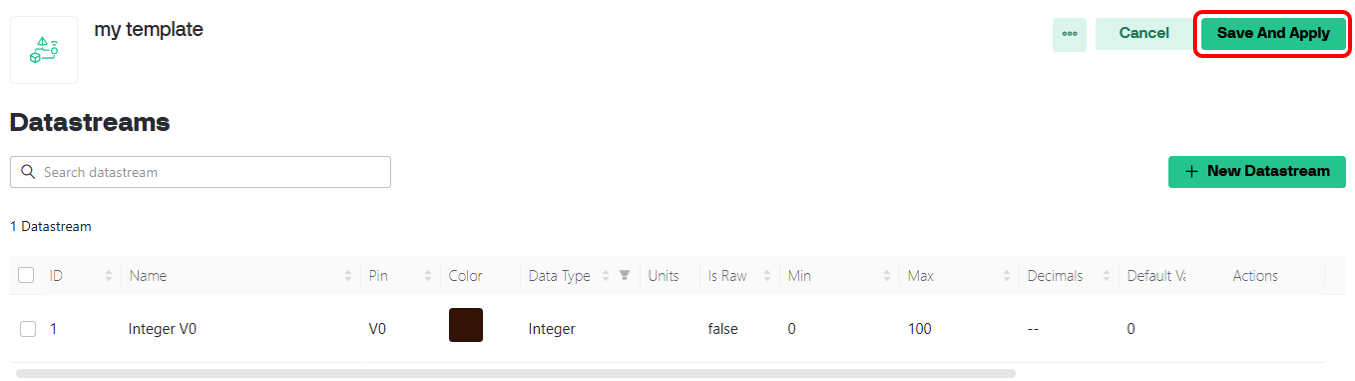 my template
Cancel
Save And Apply
Datastreams
Search datastream
New Datastream
1 Datastream
ID Name Pin Color Data Type Units Is Raw Min Max Decimals Default Va Actions
1 Integer V0 V0 Integer false 0 100 -- 0